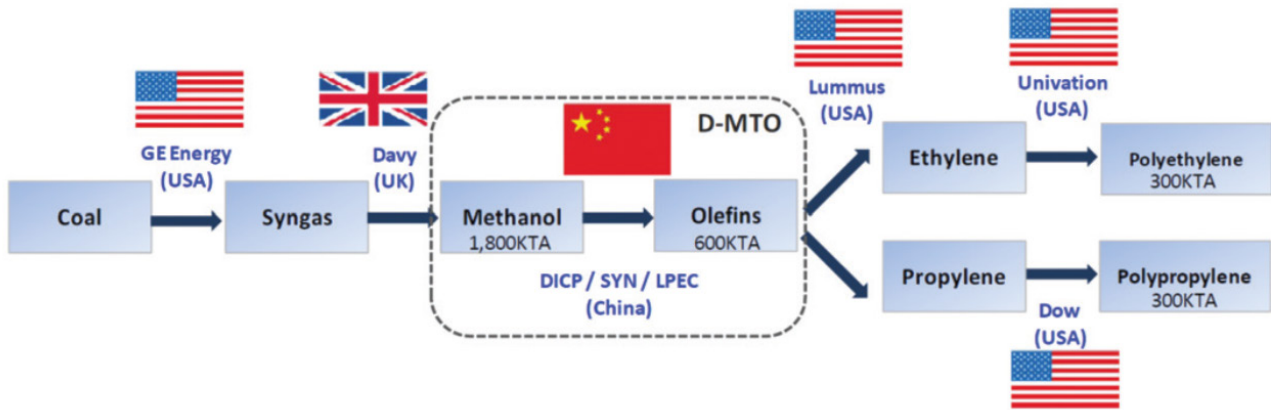 Coal
GE Energy
(USA)
Syngas
Davy
(UK)
D-MTO
Methanol
1,800KTA
Olefins
600KTA
DICP / SYN / LPEC
(China)
Lummus
(USA)
Ethylene
Univation
(USA)
Polyethylene
300KTA
Propylene
Dow
(USA)
Polypropylene
300KTA